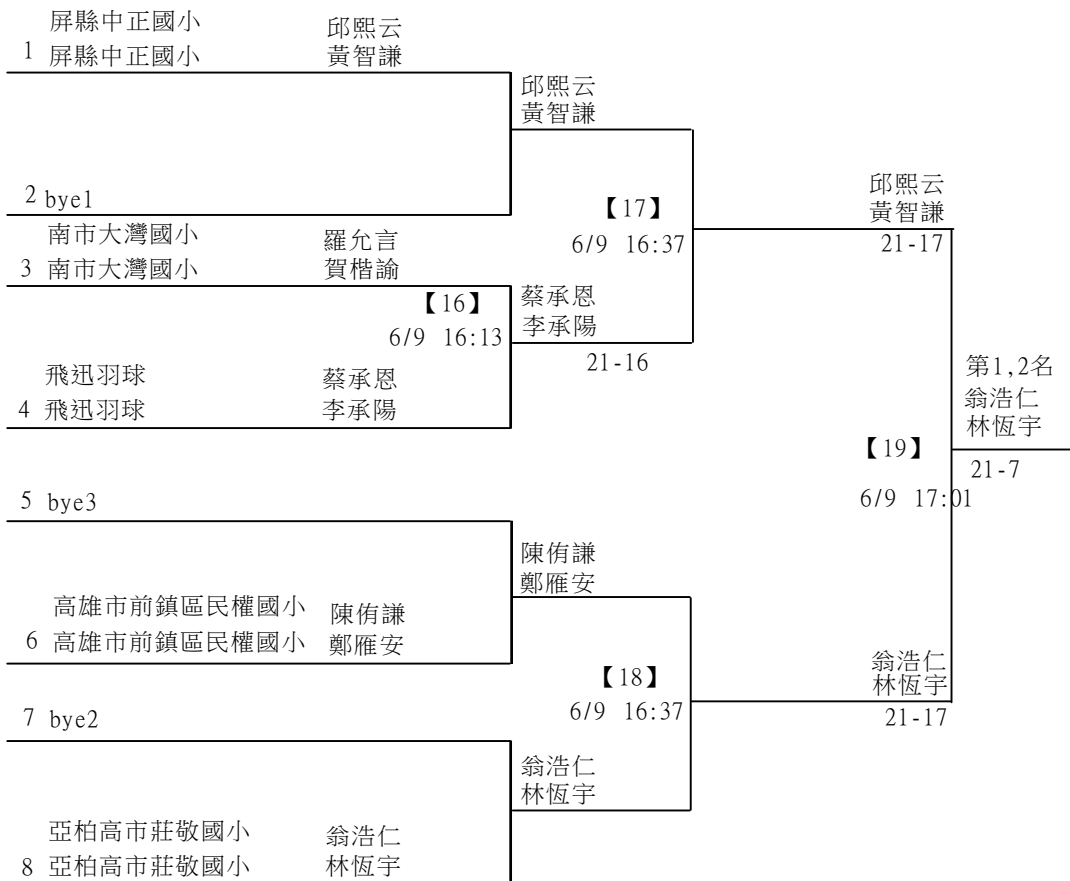 屏縣中正國小 邱熙云
1 屏縣中正國小 黃智謙
邱熙云
黃智謙
2 bye1
【17】
6/9 16:37
邱熙云
黃智謙
21-17
南市大灣國小 羅允言
3 南市大灣國小 賀楷諭
【16】
6/9 16:13
蔡承恩
李承陽
21-16
飛迅羽球 蔡承恩
4 飛迅羽球 李承陽
第1,2名
翁浩仁
林恆宇
【19】
21-7
6/9 17:01
5 bye3
陳侑謙
鄭雁安
高雄市前鎮區民權國小 陳侑謙
6 高雄市前鎮區民權國小 鄭雁安
【18】
6/9 16:37
翁浩仁
林恆宇
21-17
7 bye2
翁浩仁
林恆宇
亞柏高市莊敬國小 翁浩仁
8 亞柏高市莊敬國小 林恆宇